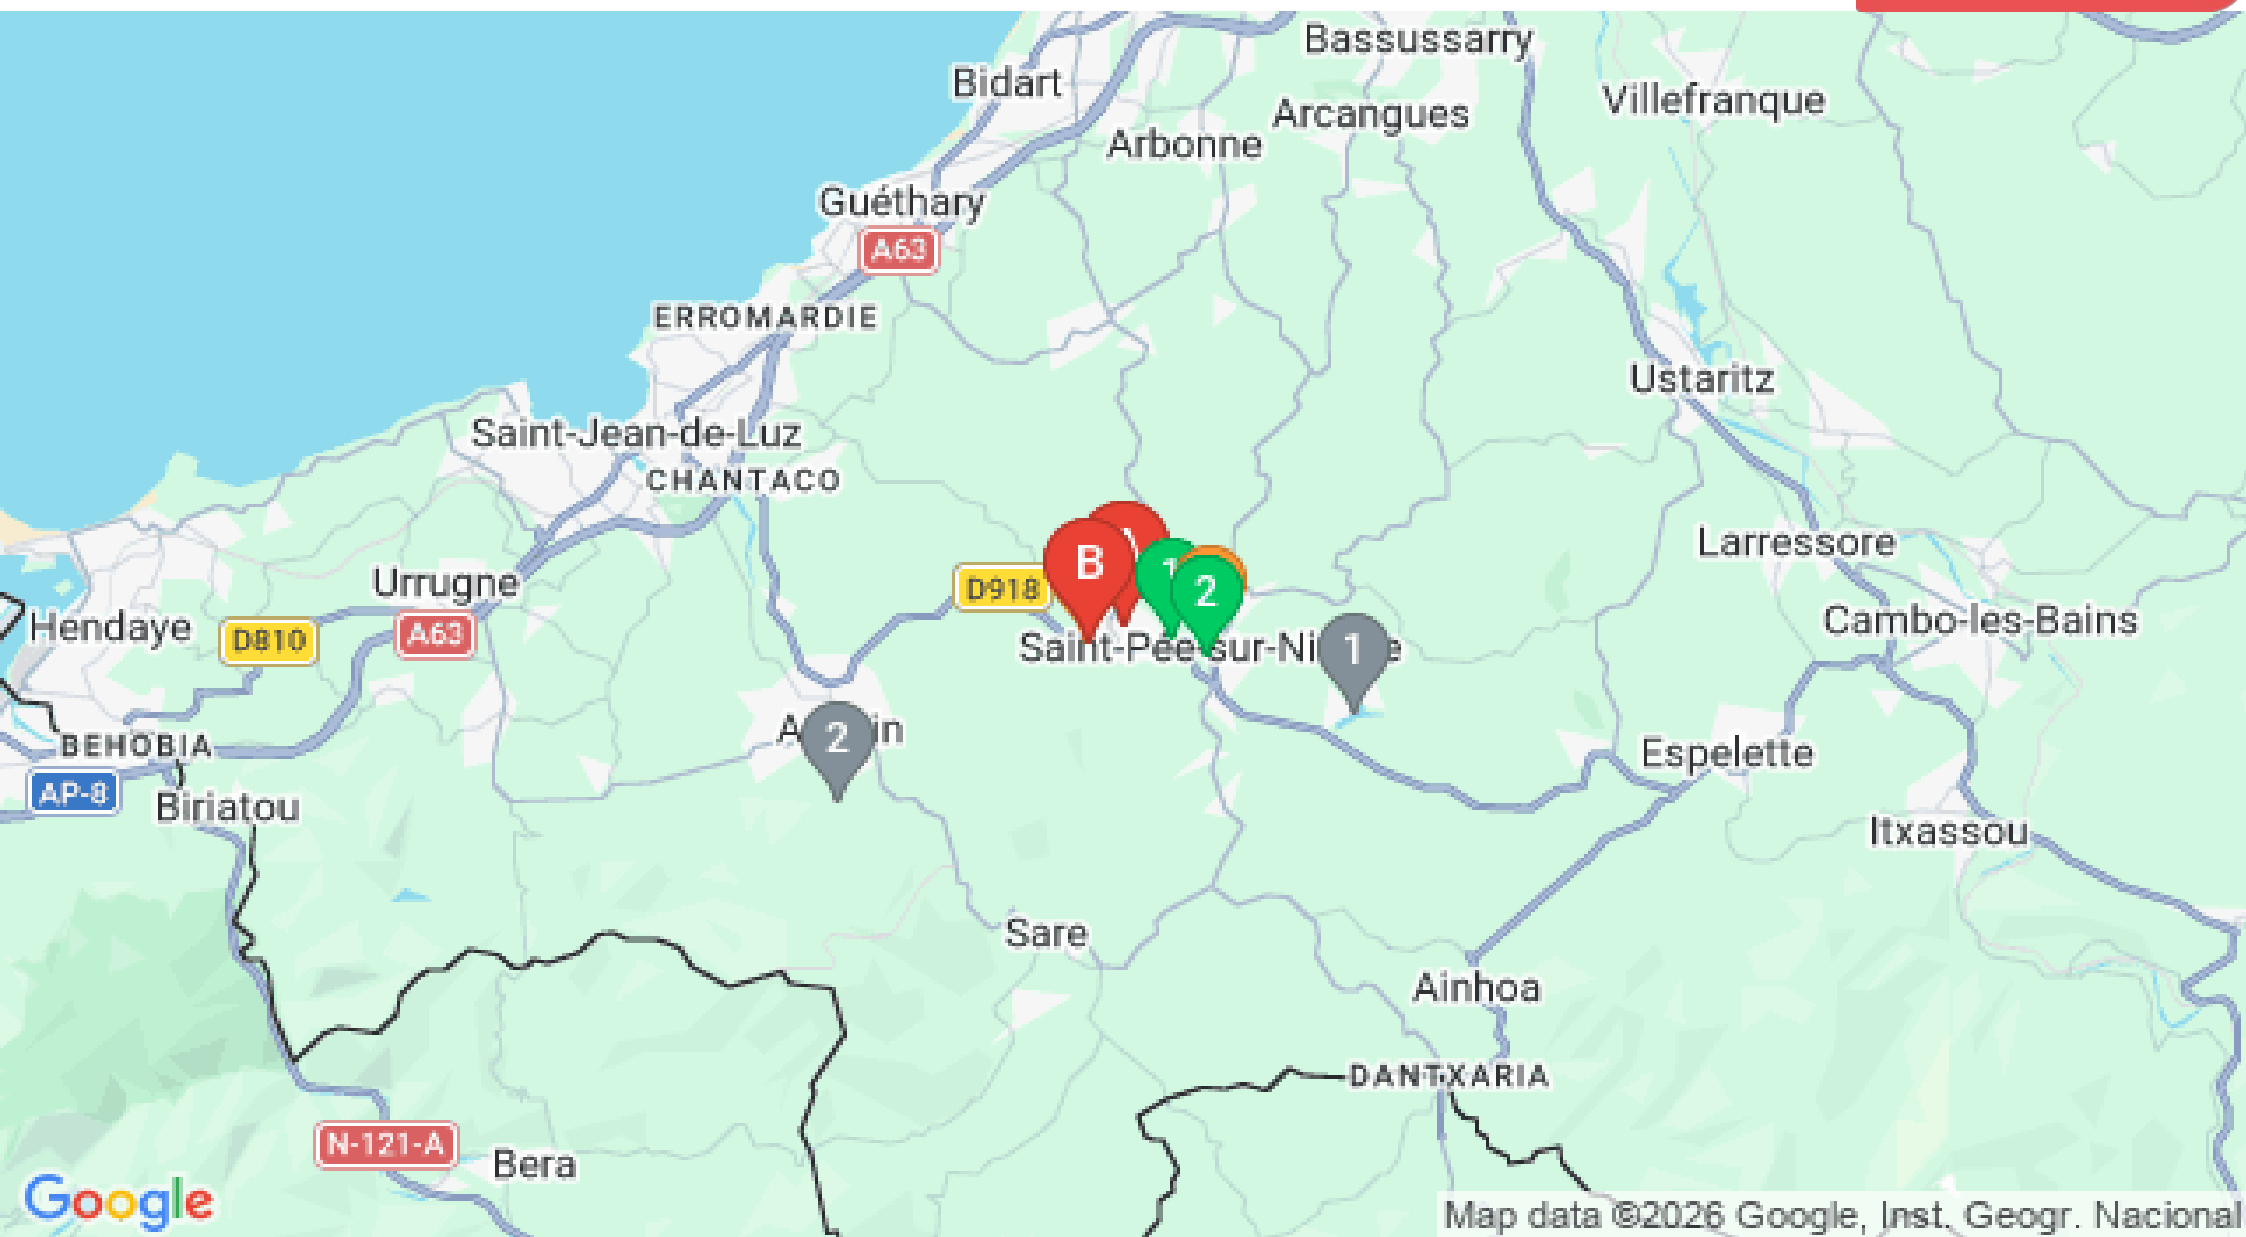 Bassussarry
Bidart
Villefranque
Arcangues
Arbonne
Guéthary
A63
ERROMARDIE
Ustaritz
Saint-Jean-de-Luz
CHANTACO
Larressore
B
1
2
D918
Urrugne
A63
Hendaye
D810
Cambo-les-Bains
1
2
BEHOBIA
Espelette
AP-8
Biriatou
Itxassou
Sare
Ainhoa
DANTXARIA
N-121-A
Bera
Google
Map data ©2026 Google, Inst. Geogr. Nacional